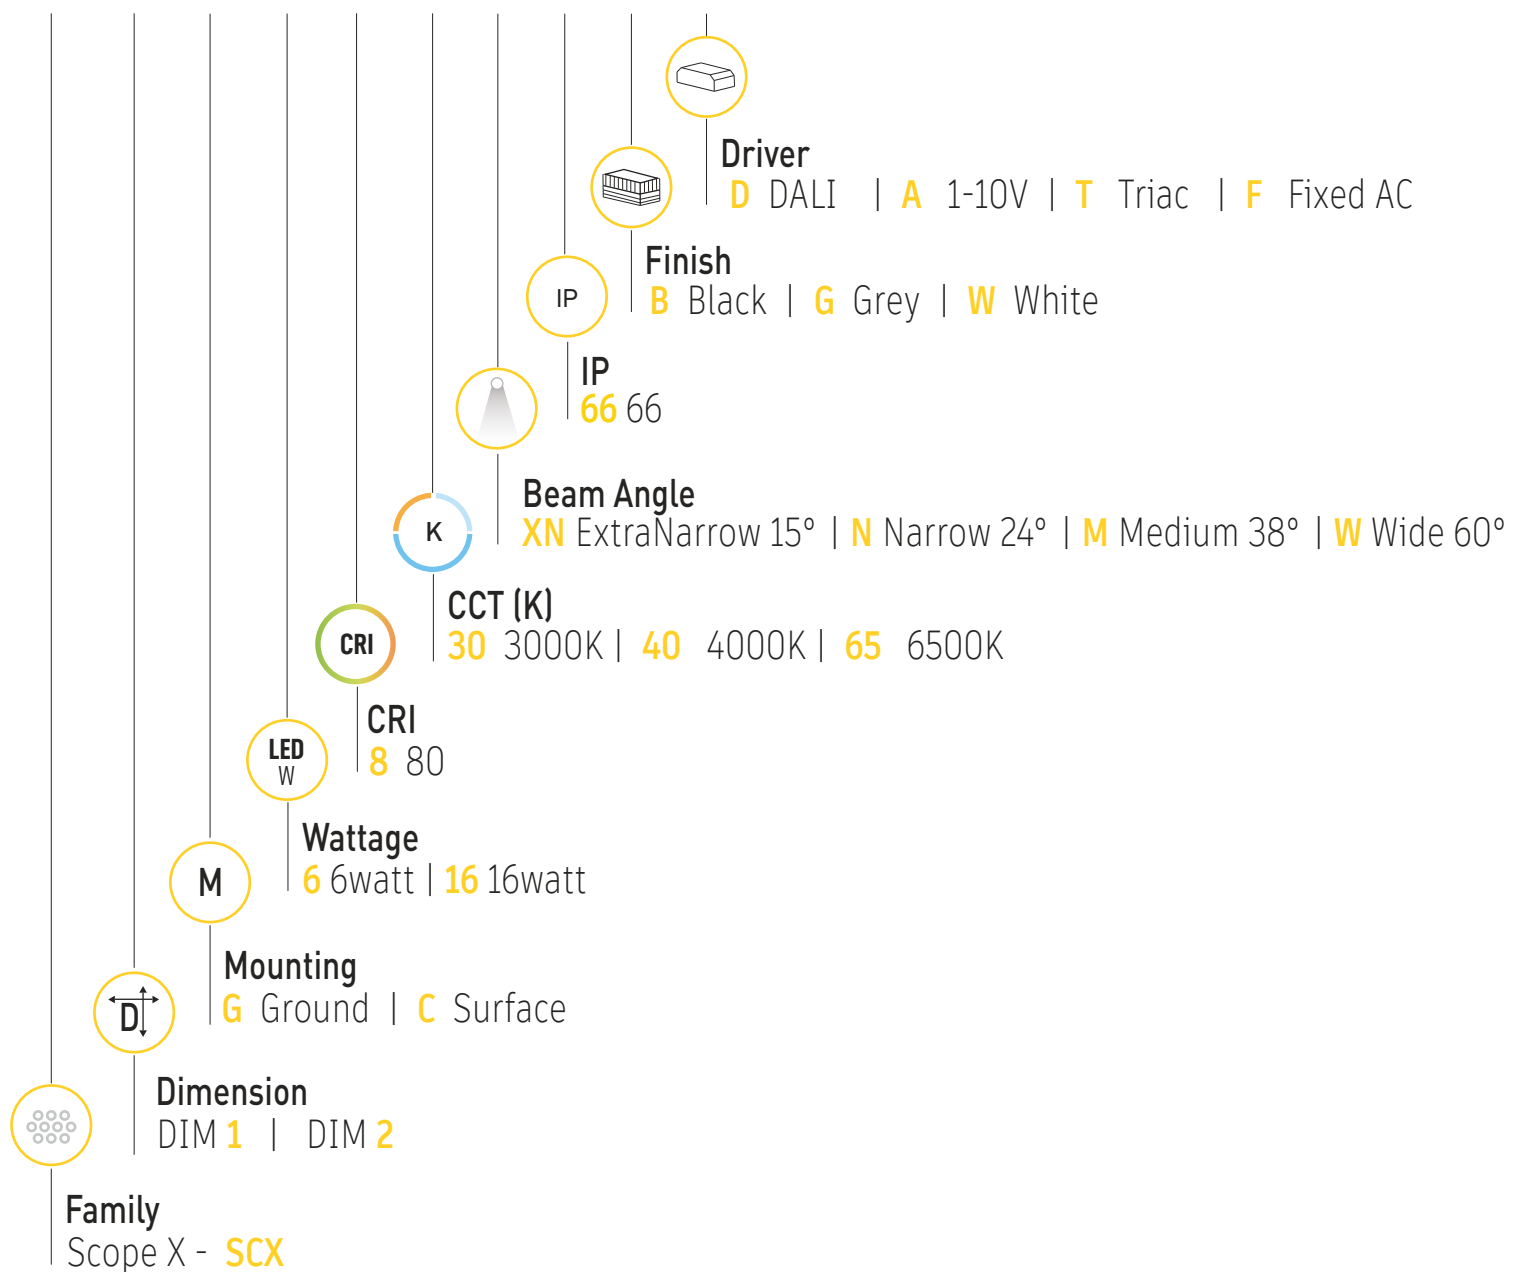 Driver
D DALI | A 1-10V | T Triac | F Fixed AC
Finish
B Black | G Grey | W White
IP
IP
66 66
Beam Angle
XN ExtraNarrow 15° | N Narrow 24° | M Medium 38° | W Wide 60°
K
CCT (K)
30 3000K | 40 4000K | 65 6500K
CRI
CRI
8 80
LED
W
Wattage
6 6watt | 16 16watt
M
Mounting
G Ground | C Surface
D
Dimension
DIM 1 | DIM 2
Family
Scope X - SCX